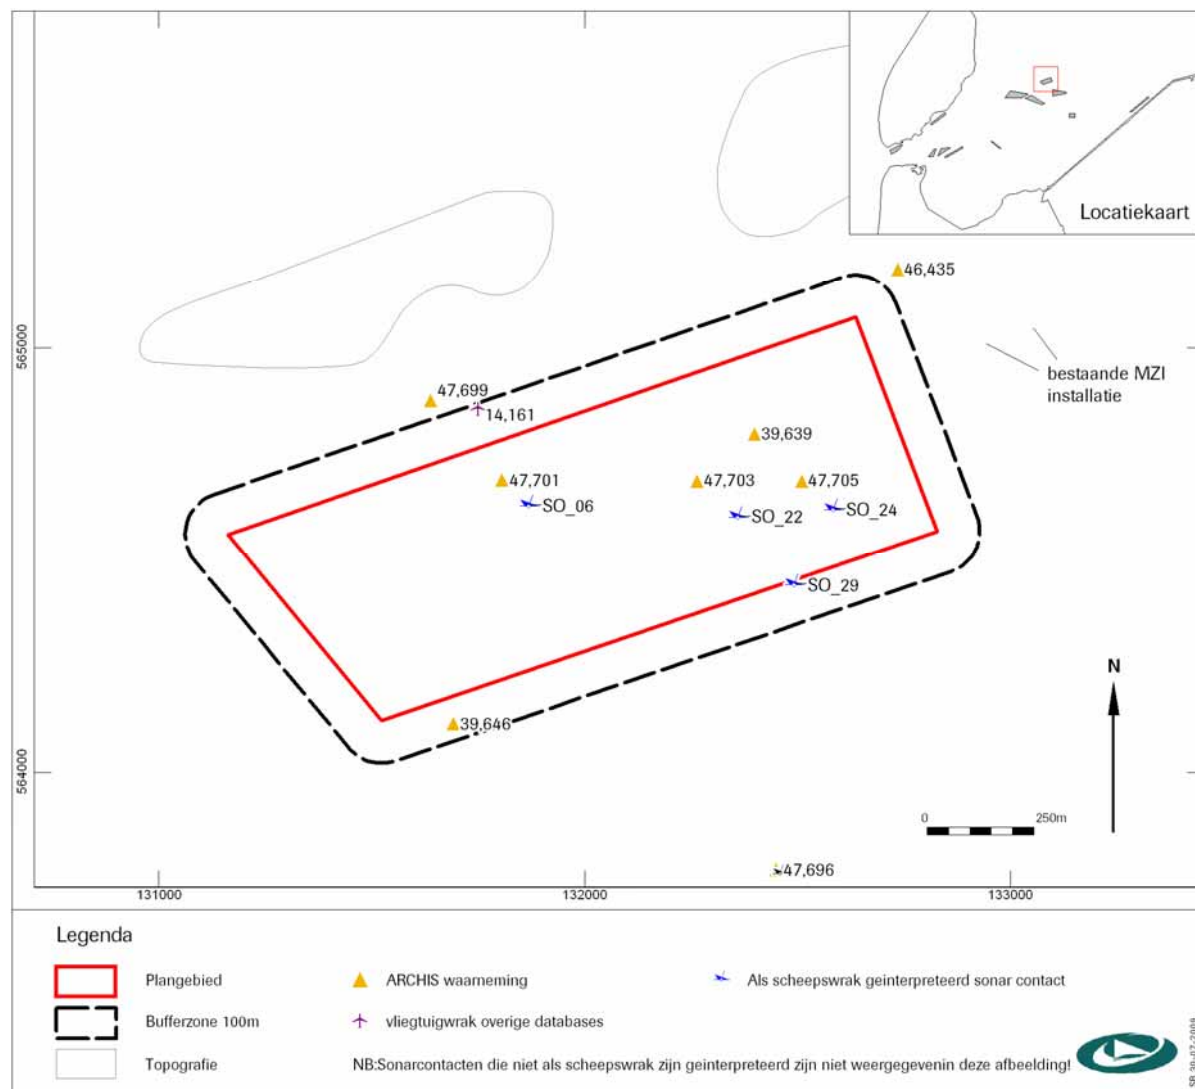 Locatiekaart
46,435
565000
bestaande MZI
installatie
47,699
14,161
39,639
47,701
47,703
47,705
SO_06
SO_22
SO_24
SO_29
N
39,646
564000
0
250m
47,696
131000
132000
133000
Legenda
Plangebied
ARCHIS waarneming
Als scheepswrak geinterpreteerd sonar contact
Bufferzone 100m
vliegtuigwrak overige databases
Topografie
NB:Sonarcontacten die niet als scheepswrak zijn geinterpreteerd zijn niet weergegevenin deze afbeelding!